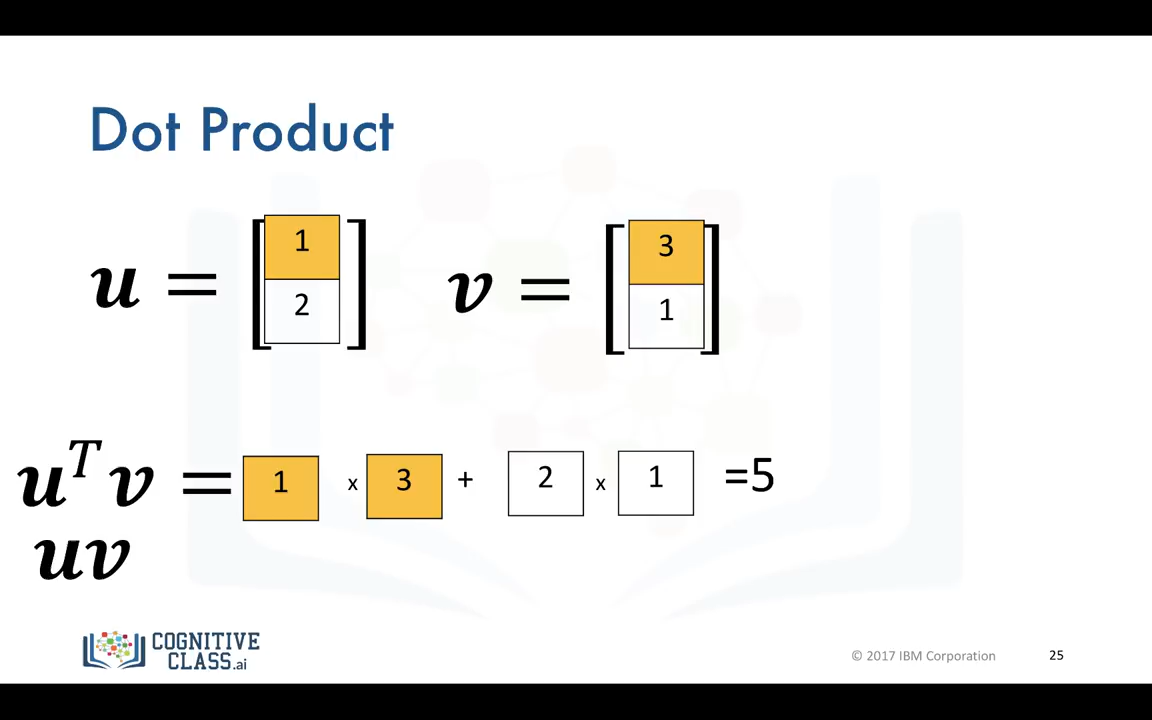 Dot Product
u = [ 1 2 ] v = [ 3 1 ]
u^T v = 1 x 3 + 2 x 1 =5
uv
COGNITIVE
CLASS.ai
© 2017 IBM Corporation 25